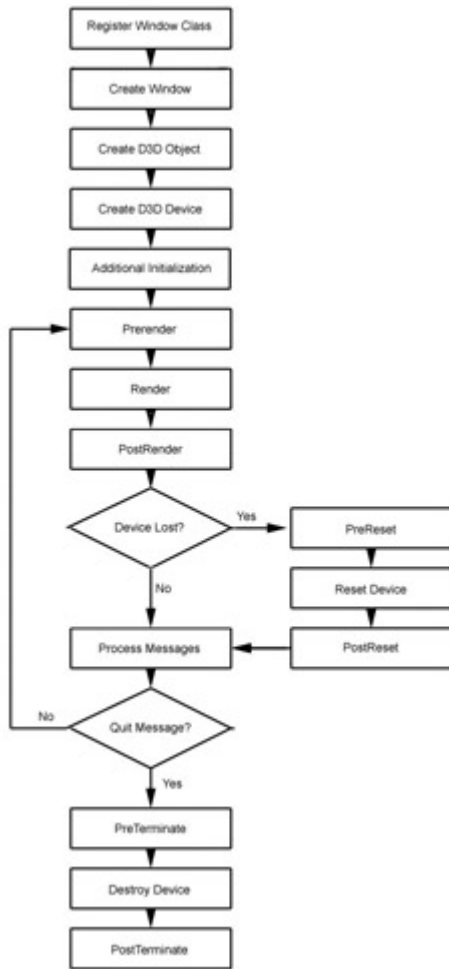 Register Window Class
Create Window
Create D3D Object
Create D3D Device
Additional Initialization
Prerender
Render
PostRender
Device Lost?
Yes
PreReset
No
Reset Device
Process Messages
PostReset
No
Quit Message?
Yes
PreTerminate
Destroy Device
PostTerminate